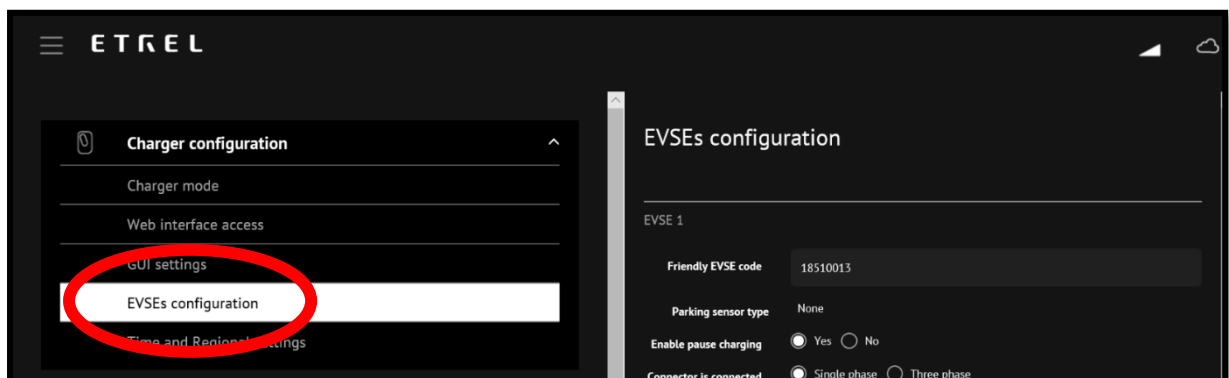 ETREL
Charger configuration
Charger mode
Web interface access
GUI settings
EVSEs configuration
Time and Regional settings
EVSEs configuration
EVSE 1
Friendly EVSE code 18510013
Parking sensor type None
Enable pause charging Yes No
Connector is connected Single phase Three phase